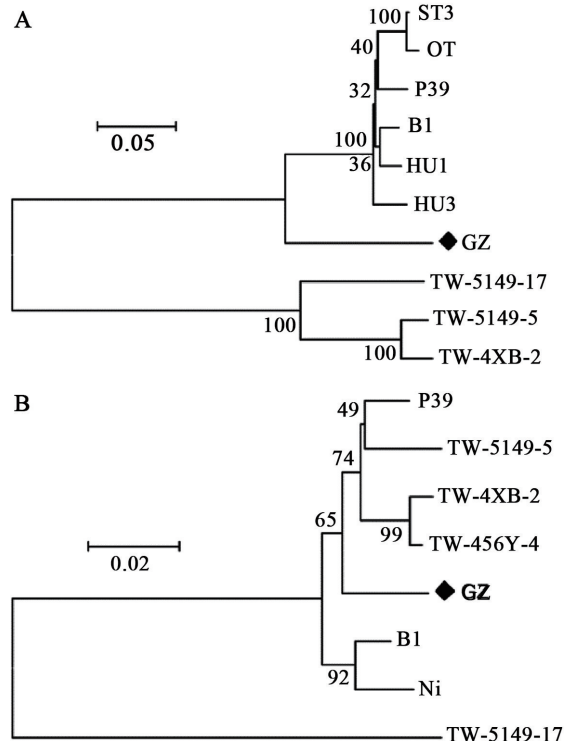 A
100
ST3
40
OT
32
P39
0.05
B1
100
36
HU1
HU3
GZ
TW-5149-17
100
TW-5149-5
100
TW-4XB-2
B
P39
49
TW-5149-5
74
TW-4XB-2
65
99
TW-456Y-4
0.02
GZ
B1
92
Ni
TW-5149-17